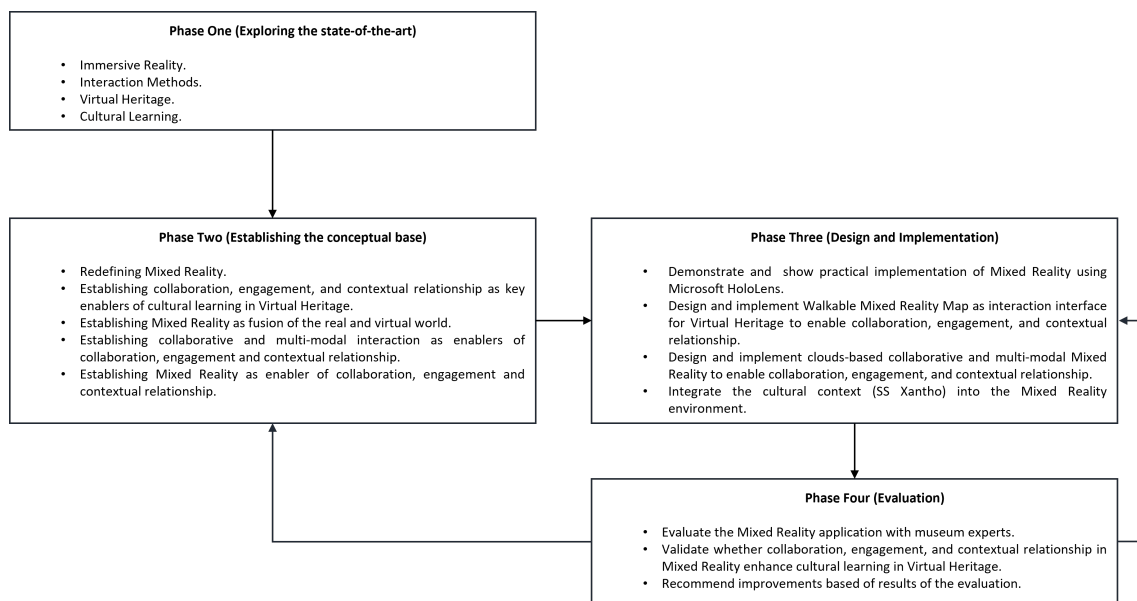 Phase One (Exploring the state-of-the-art)
• Immersive Reality.
• Interaction Methods.
• Virtual Heritage.
• Cultural Learning.
Phase Two (Establishing the conceptual base)
• Redefining Mixed Reality.
• Establishing collaboration, engagement, and contextual relationship as key
enablers of cultural learning in Virtual Heritage.
• Establishing Mixed Reality as fusion of the real and virtual world.
• Establishing collaborative and multi-modal interaction as enablers of
collaboration, engagement and contextual relationship.
• Establishing Mixed Reality as enabler of collaboration, engagement and
contextual relationship.
Phase Three (Design and Implementation)
• Demonstrate and show practical implementation of Mixed Reality using
Microsoft HoloLens.
• Design and implement Walkable Mixed Reality Map as interaction interface
for Virtual Heritage to enable collaboration, engagement, and contextual
relationship.
• Design and implement clouds-based collaborative and multi-modal Mixed
Reality to enable collaboration, engagement, and contextual relationship.
• Integrate the cultural context (SS Xantho) into the Mixed Reality
environment.
Phase Four (Evaluation)
• Evaluate the Mixed Reality application with museum experts.
• Validate whether collaboration, engagement, and contextual relationship in
Mixed Reality enhance cultural learning in Virtual Heritage.
• Recommend improvements based of results of the evaluation.